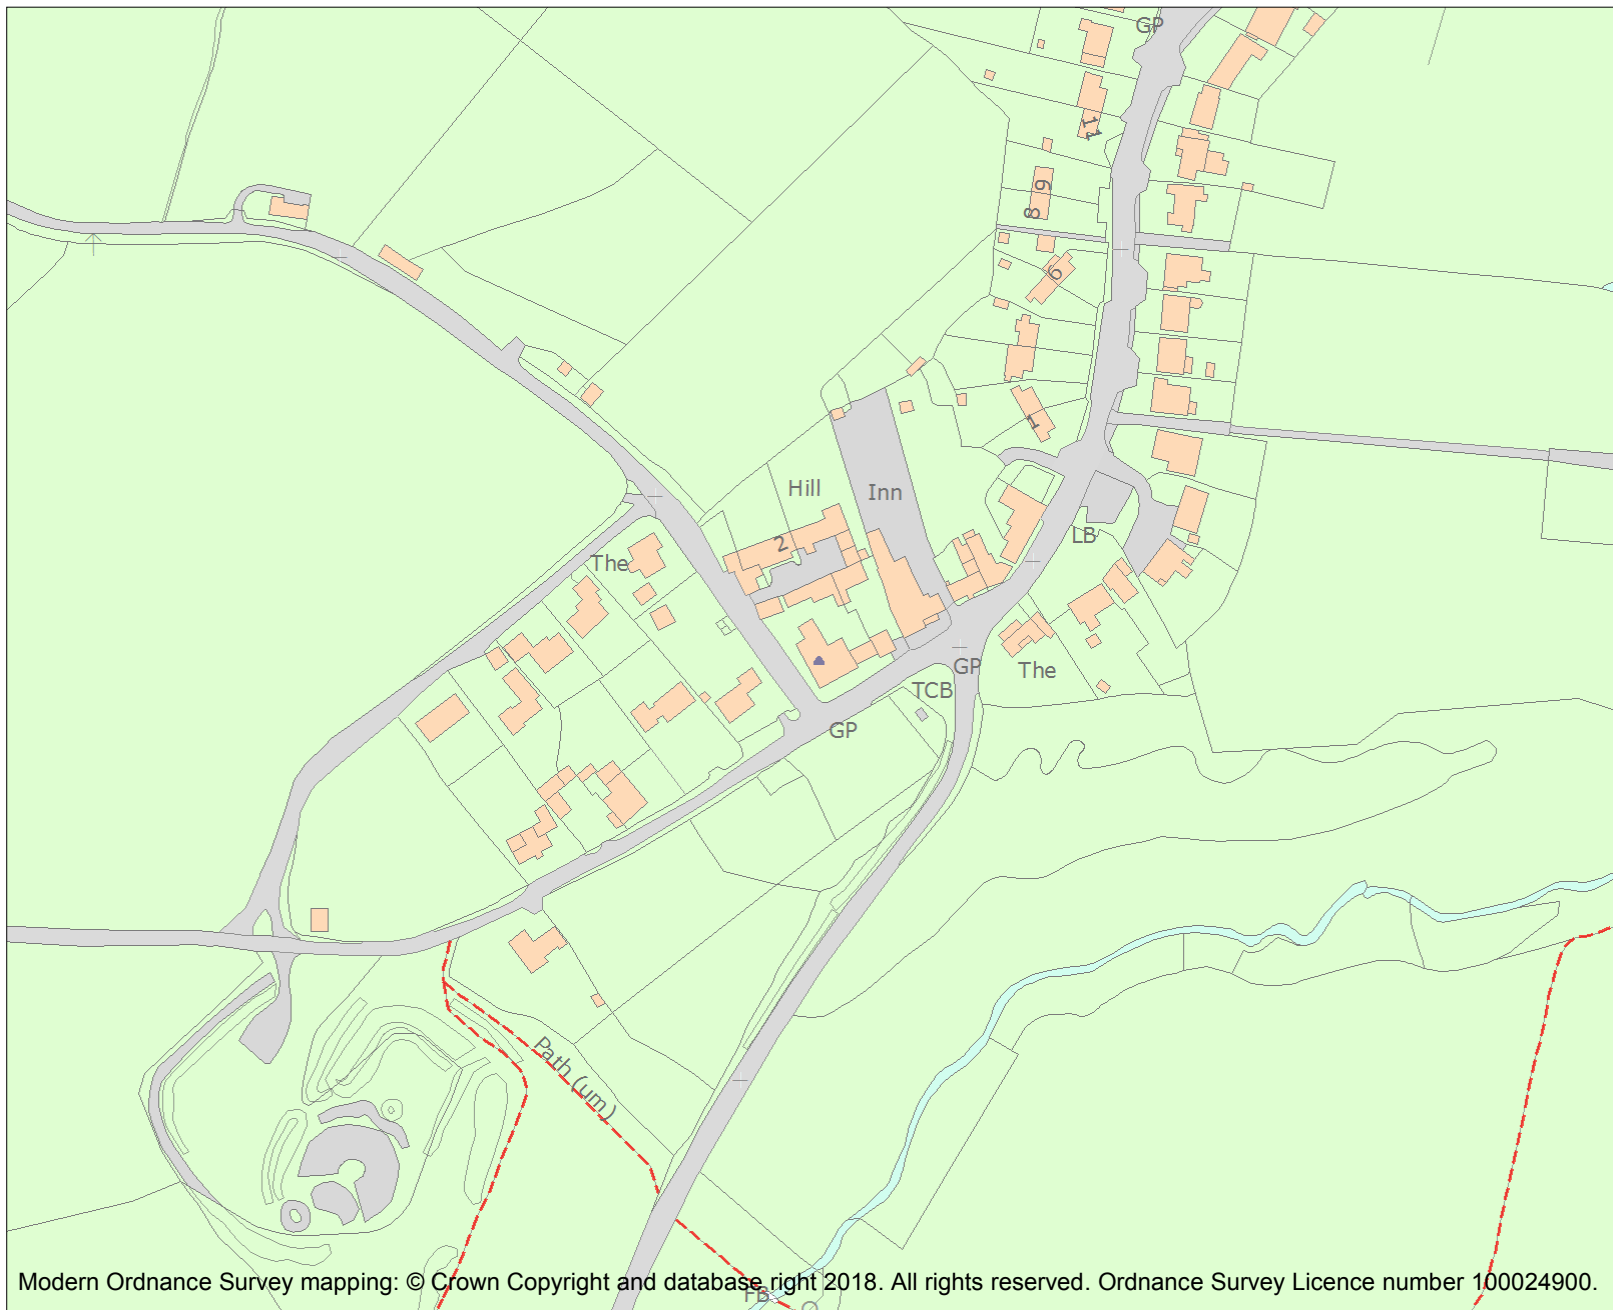 GP
11
9
8
6
1
Hill
Inn
2
LB
The
GP
The
TCB
GP
Path (um)
FB
Modern Ordnance Survey mapping: © Crown Copyright and database right 2018. All rights reserved. Ordnance Survey Licence number 100024900.